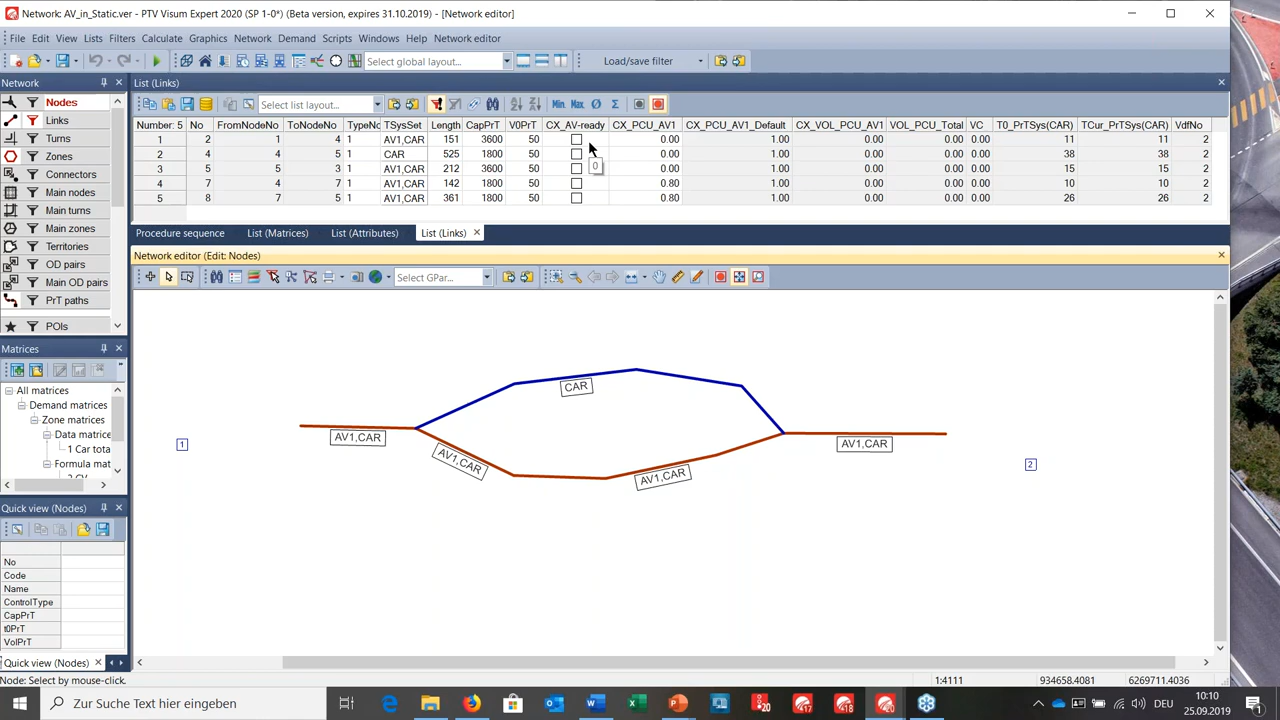 Network: AV_in_Static.ver - PTV Visum Expert 2020 (SP 1-0*) (Beta version, expires 31.10.2019) - [Network editor]
File Edit View Lists Filters Calculate Graphics Network Demand Scripts Windows Help Network editor
Select global layout... Load/save filter
Network
Nodes
Links
Turns
Zones
Connectors
Main nodes
Main turns
Main zones
Territories
OD pairs
Main OD pairs
PrT paths
POIs
List (Links)
Select list layout... Min Max
Number: 5 No FromNodeNo ToNodeNo TypeNo TSysSet Length CapPrT V0PrT CX_AV-ready CX_PCU_AV1 CX_PCU_AV1_Default CX_VOL_PCU_AV1 VOL_PCU_Total VC T0_PrTSys(CAR) TCur_PrTSys(CAR) VdfNo
1 2 1 4 1 AV1,CAR 151 3600 50 0.00 1.00 0.00 0.00 0.00 11 11 2
2 4 4 5 1 CAR 525 1800 50 0.00 1.00 0.00 0.00 0.00 38 38 2
3 5 5 3 1 AV1,CAR 212 3600 50 0.00 1.00 0.00 0.00 0.00 15 15 2
4 7 4 7 1 AV1,CAR 142 1800 50 0.80 1.00 0.00 0.00 0.00 10 10 2
5 8 7 5 1 AV1,CAR 361 1800 50 0.80 1.00 0.00 0.00 0.00 26 26 2
0
Procedure sequence List (Matrices) List (Attributes) List (Links)
Network editor (Edit: Nodes)
Select GPar...
CAR
AV1,CAR
AV1,CAR
AV1,CAR
AV1,CAR
1
2
Matrices
All matrices
Demand matrices
Zone matrices
Data matrice
1 Car tota
Formula mat
Quick view (Nodes)
No
Code
Name
ControlType
CapPrT
t0PrT
VolPrT
Quick view (Nodes)
Node: Select by mouse-click.
1:4111 934658.4081 6269711.4036
Zur Suche Text hier eingeben
20 17 18 20
DEU
10:10
25.09.2019
1